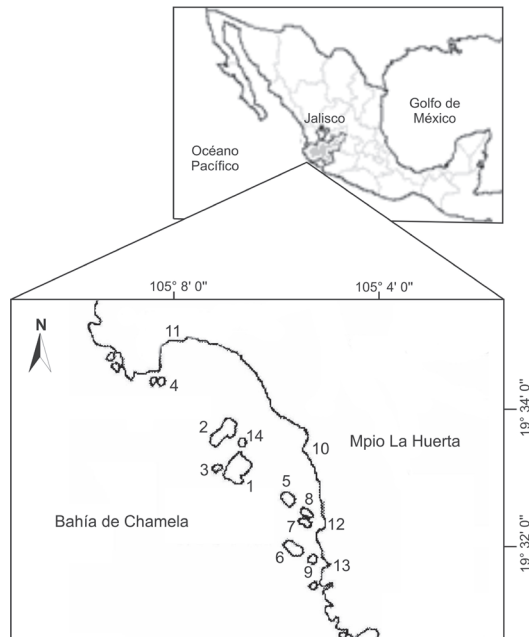 Jalisco
Golfo de
México
Océano
Pacífico
105° 8' 0"
105° 4' 0"
N
11
4
19° 34' 0"
2
14
Mpio La Huerta
10
3
1
5
8
Bahía de Chamela
7
12
19° 32' 0"
6
9
13